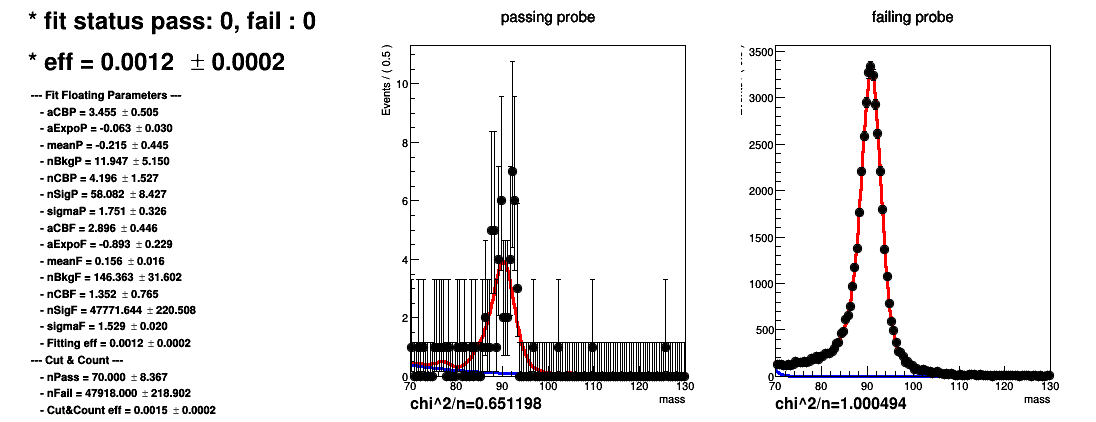 * fit status pass: 0, fail : 0
* eff = 0.0012 ± 0.0002
--- Fit Floating Parameters ---
- aCBP = 3.455 ± 0.505
- aExpoP = -0.063 ± 0.030
- meanP = -0.215 ± 0.445
- nBkgP = 11.947 ± 5.150
- nCBP = 4.196 ± 1.527
- nSigP = 58.082 ± 8.427
- sigmaP = 1.751 ± 0.326
- aCBF = 2.896 ± 0.446
- aExpoF = -0.893 ± 0.229
- meanF = 0.156 ± 0.016
- nBkgF = 146.363 ± 31.602
- nCBF = 1.352 ± 0.765
- nSigF = 47771.644 ± 220.508
- sigmaF = 1.529 ± 0.020
- Fitting eff = 0.0012 ± 0.0002
--- Cut & Count ---
- nPass = 70.000 ± 8.367
- nFail = 47918.000 ± 218.902
- Cut&Count eff = 0.0015 ± 0.0002
passing probe
Events / ( 0.5 )
10
8
6
4
2
0
70 80 90 100 110 120 130
mass
chi^2/n=0.651198
failing probe
3500
3000
2500
2000
1500
1000
500
0
70 80 90 100 110 120 130
mass
chi^2/n=1.000494